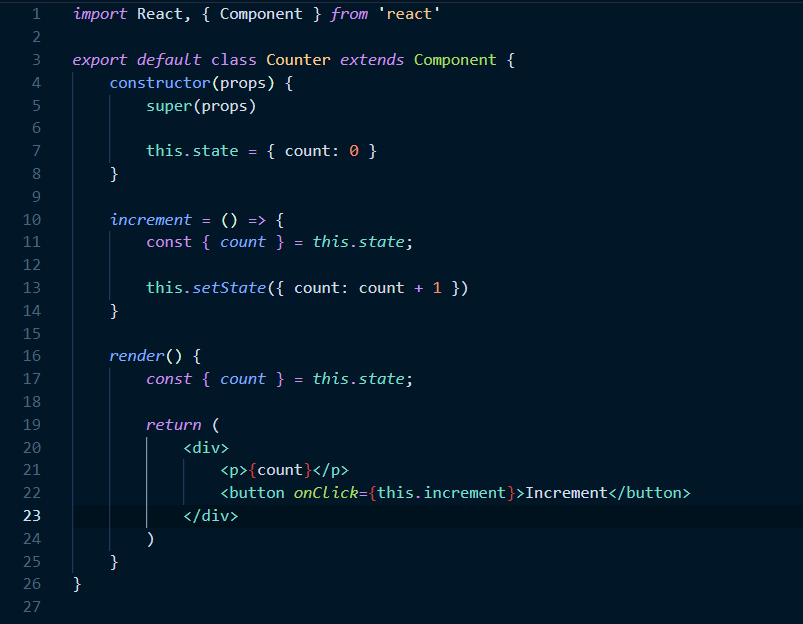 1 import React, { Component } from 'react'
2
3 export default class Counter extends Component {
4     constructor(props) {
5         super(props)
6
7         this.state = { count: 0 }
8     }
9
10     increment = () => {
11         const { count } = this.state;
12
13         this.setState({ count: count + 1 })
14     }
15
16     render() {
17         const { count } = this.state;
18
19         return (
20             <div>
21                 <p>{count}</p>
22                 <button onClick={this.increment}>Increment</button>
23             </div>
24         )
25     }
26 }
27